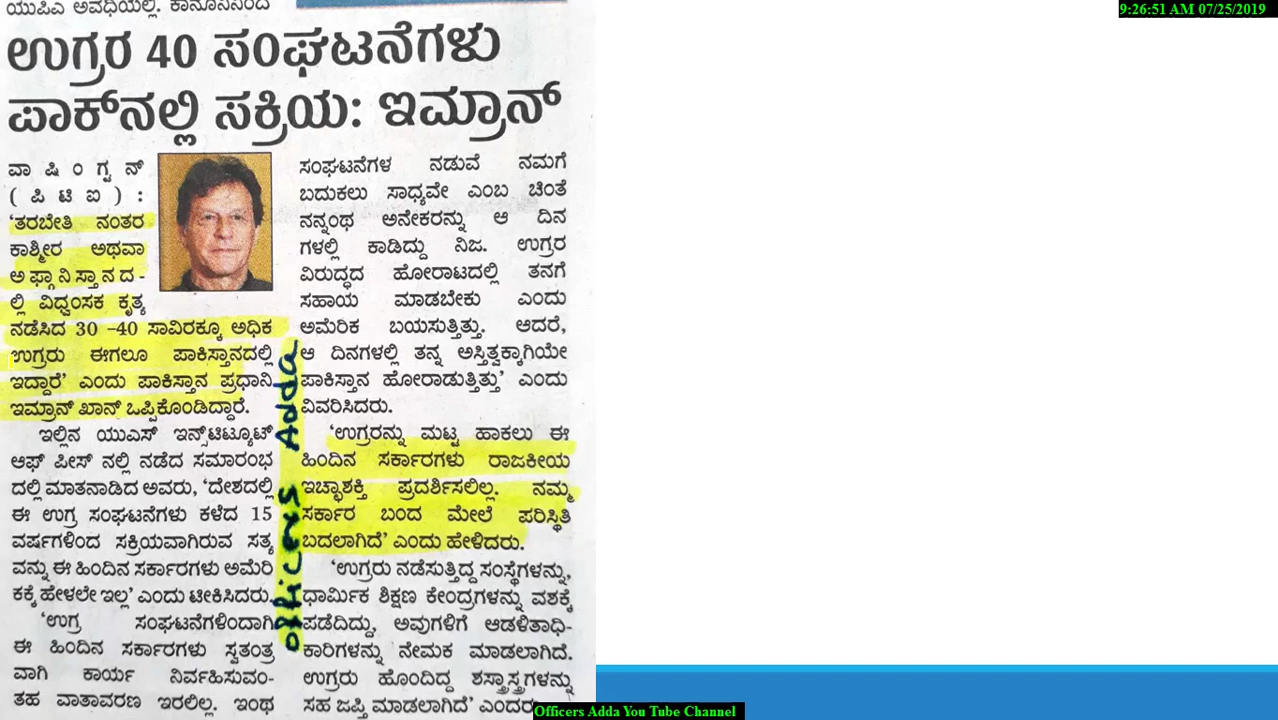 9:26:51 AM 07/25/2019
ಯುಪಿಎ ಅವಧಿಯಲ್ಲಿ. ಕಾನೂನಿನಿಂದ
ಉಗ್ರರ 40 ಸಂಘಟನೆಗಳು
ಪಾಕ್‌ನಲ್ಲಿ ಸಕ್ರಿಯ: ಇಮ್ರಾನ್
ವಾಷಿಂಗ್ಟನ್
(ಪಿಟಿಐ):
‘ತರಬೇತಿ ನಂತರ
ಕಾಶ್ಮೀರ ಅಥವಾ
ಅಫ್ಗಾನಿಸ್ತಾನದ-
ಲ್ಲಿ ವಿಧ್ವಂಸಕ ಕೃತ್ಯ
ನಡೆಸಿದ 30 –40 ಸಾವಿರಕ್ಕೂ ಅಧಿಕ
ಉಗ್ರರು ಈಗಲೂ ಪಾಕಿಸ್ತಾನದಲ್ಲಿ
ಇದ್ದಾರೆ’ ಎಂದು ಪಾಕಿಸ್ತಾನ ಪ್ರಧಾನಿ
ಇಮ್ರಾನ್ ಖಾನ್ ಒಪ್ಪಿಕೊಂಡಿದ್ದಾರೆ.
ಇಲ್ಲಿನ ಯುಎಸ್ ಇನ್ಸ್‌ಟಿಟ್ಯೂಟ್
ಆಫ್ ಪೀಸ್ ನಲ್ಲಿ ನಡೆದ ಸಮಾರಂಭ
ದಲ್ಲಿ ಮಾತನಾಡಿದ ಅವರು, ‘ದೇಶದಲ್ಲಿ
ಈ ಉಗ್ರ ಸಂಘಟನೆಗಳು ಕಳೆದ 15
ವರ್ಷಗಳಿಂದ ಸಕ್ರಿಯವಾಗಿರುವ ಸತ್ಯ
ವನ್ನು ಈ ಹಿಂದಿನ ಸರ್ಕಾರಗಳು ಅಮೆರಿ
ಕಕ್ಕೆ ಹೇಳಲೇ ಇಲ್ಲ’ ಎಂದು ಟೀಕಿಸಿದರು.
‘ಉಗ್ರ ಸಂಘಟನೆಗಳಿಂದಾಗಿ
ಈ ಹಿಂದಿನ ಸರ್ಕಾರಗಳು ಸ್ವತಂತ್ರ
ವಾಗಿ ಕಾರ್ಯ ನಿರ್ವಹಿಸುವಂ-
ತಹ ವಾತಾವರಣ ಇರಲಿಲ್ಲ. ಇಂಥ
Officers Adda
ಸಂಘಟನೆಗಳ ನಡುವೆ ನಮಗೆ
ಬದುಕಲು ಸಾಧ್ಯವೇ ಎಂಬ ಚಿಂತೆ
ನನ್ನಂಥ ಅನೇಕರನ್ನು ಆ ದಿನ
ಗಳಲ್ಲಿ ಕಾಡಿದ್ದು ನಿಜ. ಉಗ್ರರ
ವಿರುದ್ಧದ ಹೋರಾಟದಲ್ಲಿ ತನಗೆ
ಸಹಾಯ ಮಾಡಬೇಕು ಎಂದು
ಅಮೆರಿಕ ಬಯಸುತ್ತಿತ್ತು. ಆದರೆ,
ಆ ದಿನಗಳಲ್ಲಿ ತನ್ನ ಅಸ್ತಿತ್ವಕ್ಕಾಗಿಯೇ
ಪಾಕಿಸ್ತಾನ ಹೋರಾಡುತ್ತಿತ್ತು’ ಎಂದು
ವಿವರಿಸಿದರು.
‘ಉಗ್ರರನ್ನು ಮಟ್ಟ ಹಾಕಲು ಈ
ಹಿಂದಿನ ಸರ್ಕಾರಗಳು ರಾಜಕೀಯ
ಇಚ್ಛಾಶಕ್ತಿ ಪ್ರದರ್ಶಿಸಲಿಲ್ಲ. ನಮ್ಮ
ಸರ್ಕಾರ ಬಂದ ಮೇಲೆ ಪರಿಸ್ಥಿತಿ
ಬದಲಾಗಿದೆ’ ಎಂದು ಹೇಳಿದರು.
‘ಉಗ್ರರು ನಡೆಸುತ್ತಿದ್ದ ಸಂಸ್ಥೆಗಳನ್ನು,
ಧಾರ್ಮಿಕ ಶಿಕ್ಷಣ ಕೇಂದ್ರಗಳನ್ನು ವಶಕ್ಕೆ
ಪಡೆದಿದ್ದು, ಅವುಗಳಿಗೆ ಆಡಳಿತಾಧಿ-
ಕಾರಿಗಳನ್ನು ನೇಮಕ ಮಾಡಲಾಗಿದೆ.
ಉಗ್ರರು ಹೊಂದಿದ್ದ ಶಸ್ತ್ರಾಸ್ತ್ರಗಳನ್ನು
ಸಹ ಜಪ್ತಿ ಮಾಡಲಾಗಿದೆ’ ಎಂದರು
Officers Adda You Tube Channel